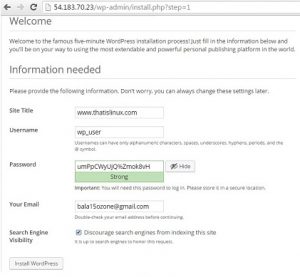 54.183.70.23/wp-admin/install.php?step=1
Welcome
Welcome to the famous five-minute WordPress installation process! Just fill in the information below and
you'll be on your way to using the most extendable and powerful personal publishing platform in the world.
Information needed
Please provide the following information. Don't worry, you can always change these settings later.
Site Title
www.thatislinux.com
Username
wp_user
Usernames can have only alphanumeric characters, spaces, underscores, hyphens, periods, and the
@ symbol.
Password
umPpCWyUjQ%Zmok8vH
Hide
Strong
Important: You will need this password to log in. Please store it in a secure location.
Your Email
bala15ozone@gmail.com
Double-check your email address before continuing.
Search Engine
Visibility
Discourage search engines from indexing this site
It is up to search engines to honor this request.
Install WordPress